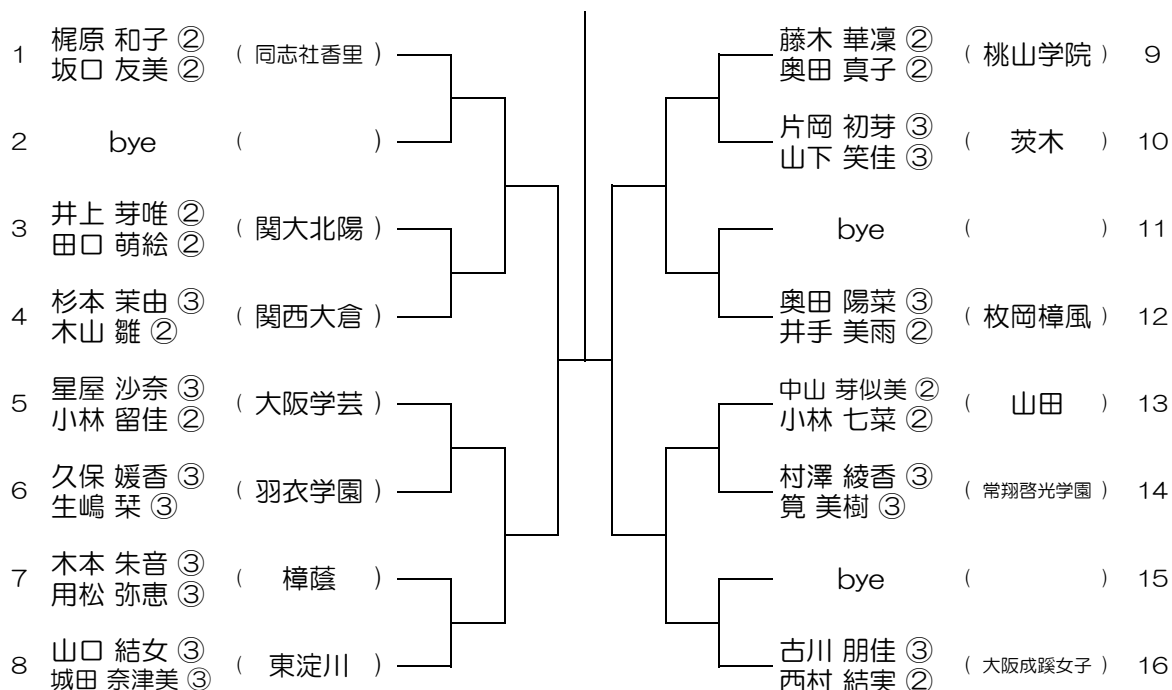 1 梶原 和子 ② ( 同志社香里 )
坂口 友美 ②
2 bye ( )
3 井上 芽唯 ② ( 関大北陽 )
田口 萌絵 ②
4 杉本 茉由 ③ ( 関西大倉 )
木山 雛 ②
5 星屋 沙奈 ③ ( 大阪学芸 )
小林 留佳 ②
6 久保 媛香 ③ ( 羽衣学園 )
生嶋 栞 ③
7 木本 朱音 ③ ( 樟蔭 )
用松 弥恵 ③
8 山口 結女 ③ ( 東淀川 )
城田 奈津美 ③
藤木 華凜 ② ( 桃山学院 ) 9
奥田 真子 ②
片岡 初芽 ③ ( 茨木 ) 10
山下 笑佳 ③
bye ( ) 11
奥田 陽菜 ③ ( 枚岡樟風 ) 12
井手 美雨 ②
中山 芽似美 ② ( 山田 ) 13
小林 七菜 ②
村澤 綾香 ③ ( 常翔啓光学園 ) 14
筧 美樹 ③
bye ( ) 15
古川 朋佳 ③ ( 大阪成蹊女子 ) 16
西村 結実 ②